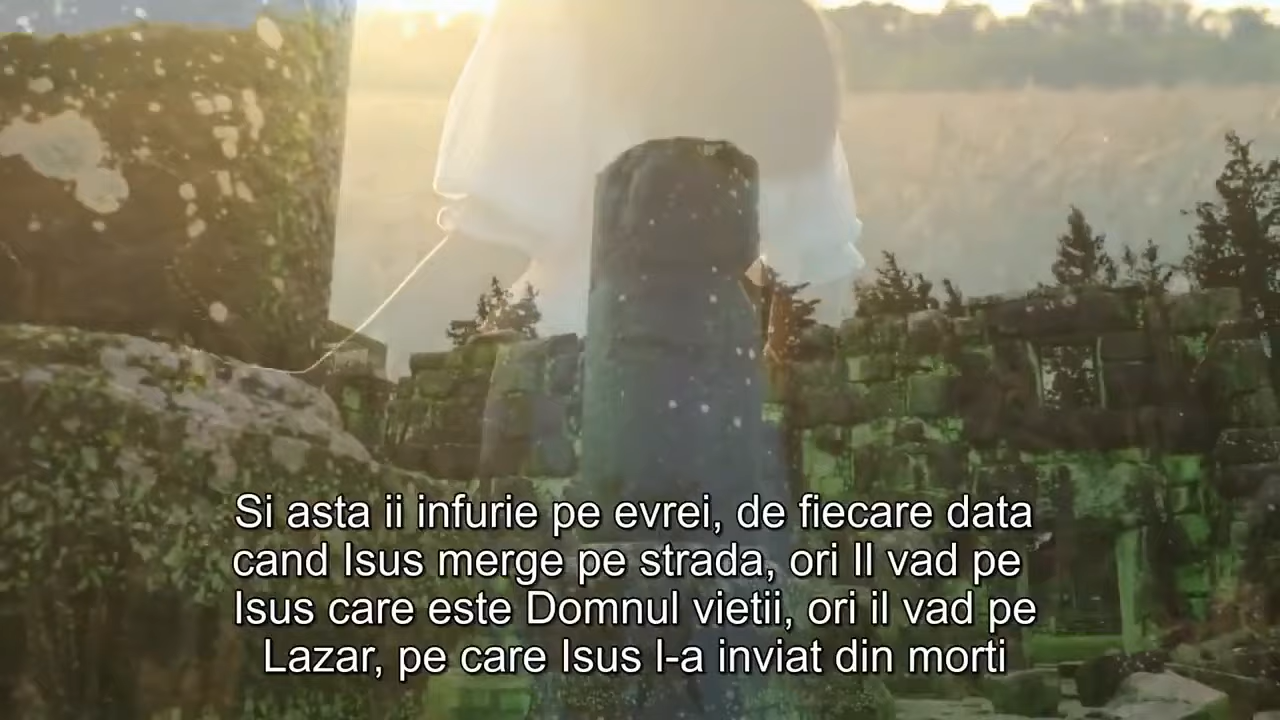 Si asta ii infurie pe evrei, de fiecare data
cand Isus merge pe strada, ori Il vad pe
Isus care este Domnul vietii, ori il vad pe
Lazar, pe care Isus l-a inviat din morti